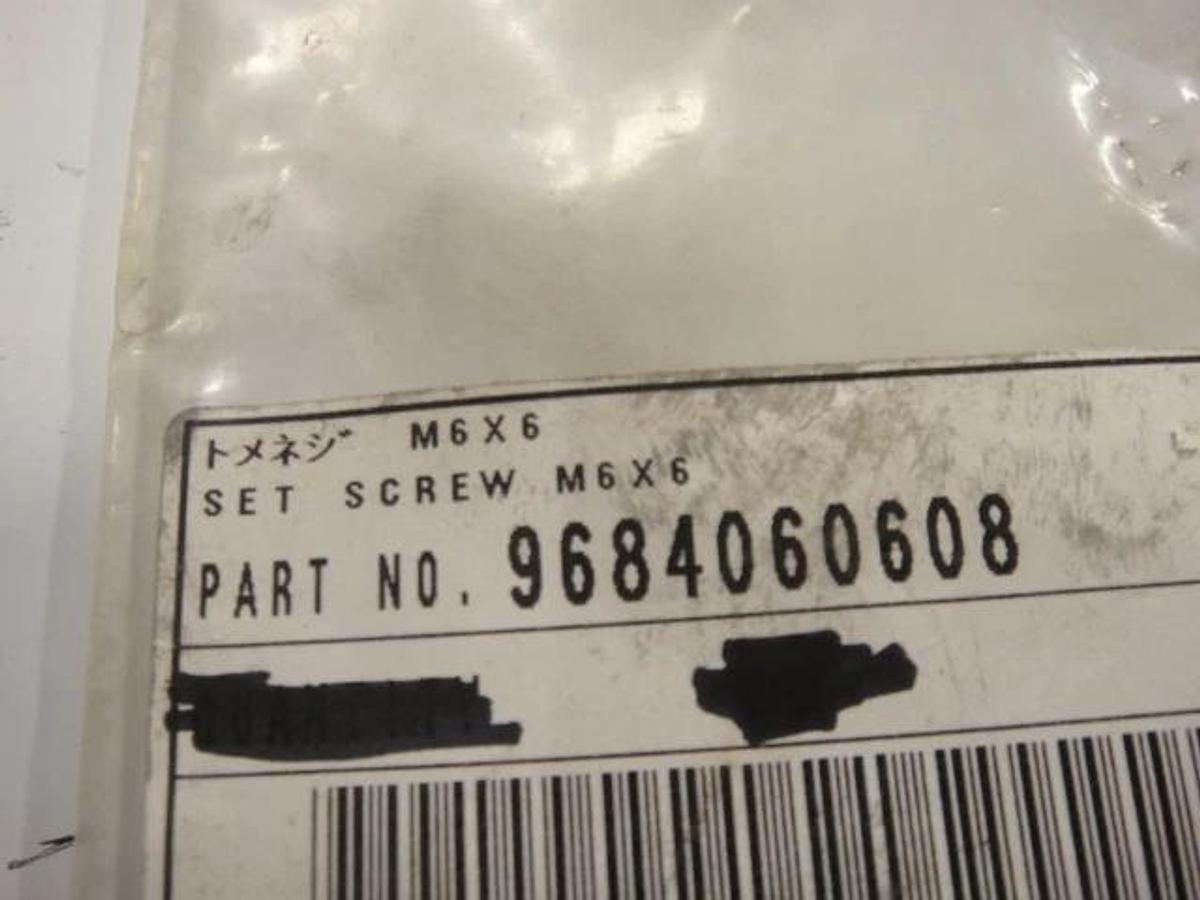 トメネジ M6X6
SET SCREW M6X6
PART NO. 9684060608